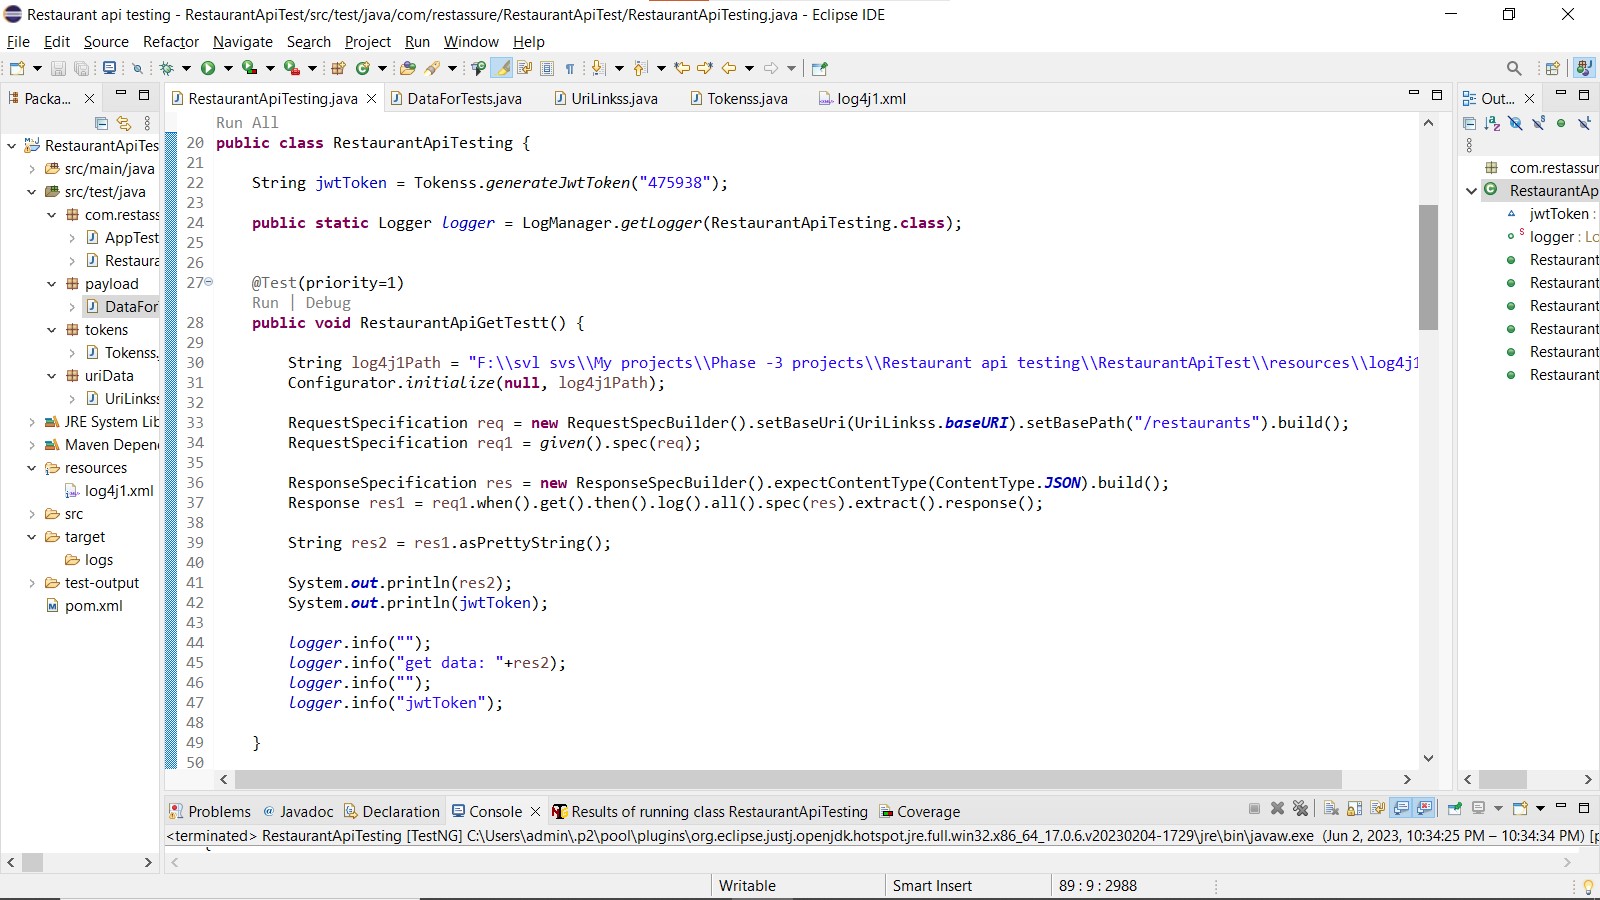 Restaurant api testing - RestaurantApiTest/src/test/java/com/restassure/RestaurantApiTest/RestaurantApiTesting.java - Eclipse IDE
File Edit Source Refactor Navigate Search Project Run Window Help
Packa...
RestaurantApiTes
src/main/java
src/test/java
com.restass
AppTest
Restaura
payload
DataFor
tokens
Tokenss.
uriData
UriLinkss
JRE System Lib
Maven Depen
resources
log4j1.xml
src
target
logs
test-output
pom.xml
RestaurantApiTesting.java DataForTests.java UriLinkss.java Tokenss.java log4j1.xml
Run All
20 public class RestaurantApiTesting {
21
22 String jwtToken = Tokenss.generateJwtToken("475938");
23
24 public static Logger logger = LogManager.getLogger(RestaurantApiTesting.class);
25
26
27 @Test(priority=1)
Run | Debug
28 public void RestaurantApiGetTestt() {
29
30 String log4j1Path = "F:\\svl svs\\My projects\\Phase -3 projects\\Restaurant api testing\\RestaurantApiTest\\resources\\log4j1
31 Configurator.initialize(null, log4j1Path);
32
33 RequestSpecification req = new RequestSpecBuilder().setBaseUri(UriLinkss.baseURI).setBasePath("/restaurants").build();
34 RequestSpecification req1 = given().spec(req);
35
36 ResponseSpecification res = new ResponseSpecBuilder().expectContentType(ContentType.JSON).build();
37 Response res1 = req1.when().get().then().log().all().spec(res).extract().response();
38
39 String res2 = res1.asPrettyString();
40
41 System.out.println(res2);
42 System.out.println(jwtToken);
43
44 logger.info("");
45 logger.info("get data: "+res2);
46 logger.info("");
47 logger.info("jwtToken");
48
49 }
50
Out...
com.restassur
RestaurantAp
jwtToken :
logger : Lo
Restaurant
Restaurant
Restaurant
Restaurant
Restaurant
Restaurant
Problems Javadoc Declaration Console Results of running class RestaurantApiTesting Coverage
<terminated> RestaurantApiTesting [TestNG] C:\Users\admin\.p2\pool\plugins\org.eclipse.justj.openjdk.hotspot.jre.full.win32.x86_64_17.0.6.v20230204-1729\jre\bin\javaw.exe (Jun 2, 2023, 10:34:25 PM – 10:34:34 PM) [p
Writable Smart Insert 89 : 9 : 2988